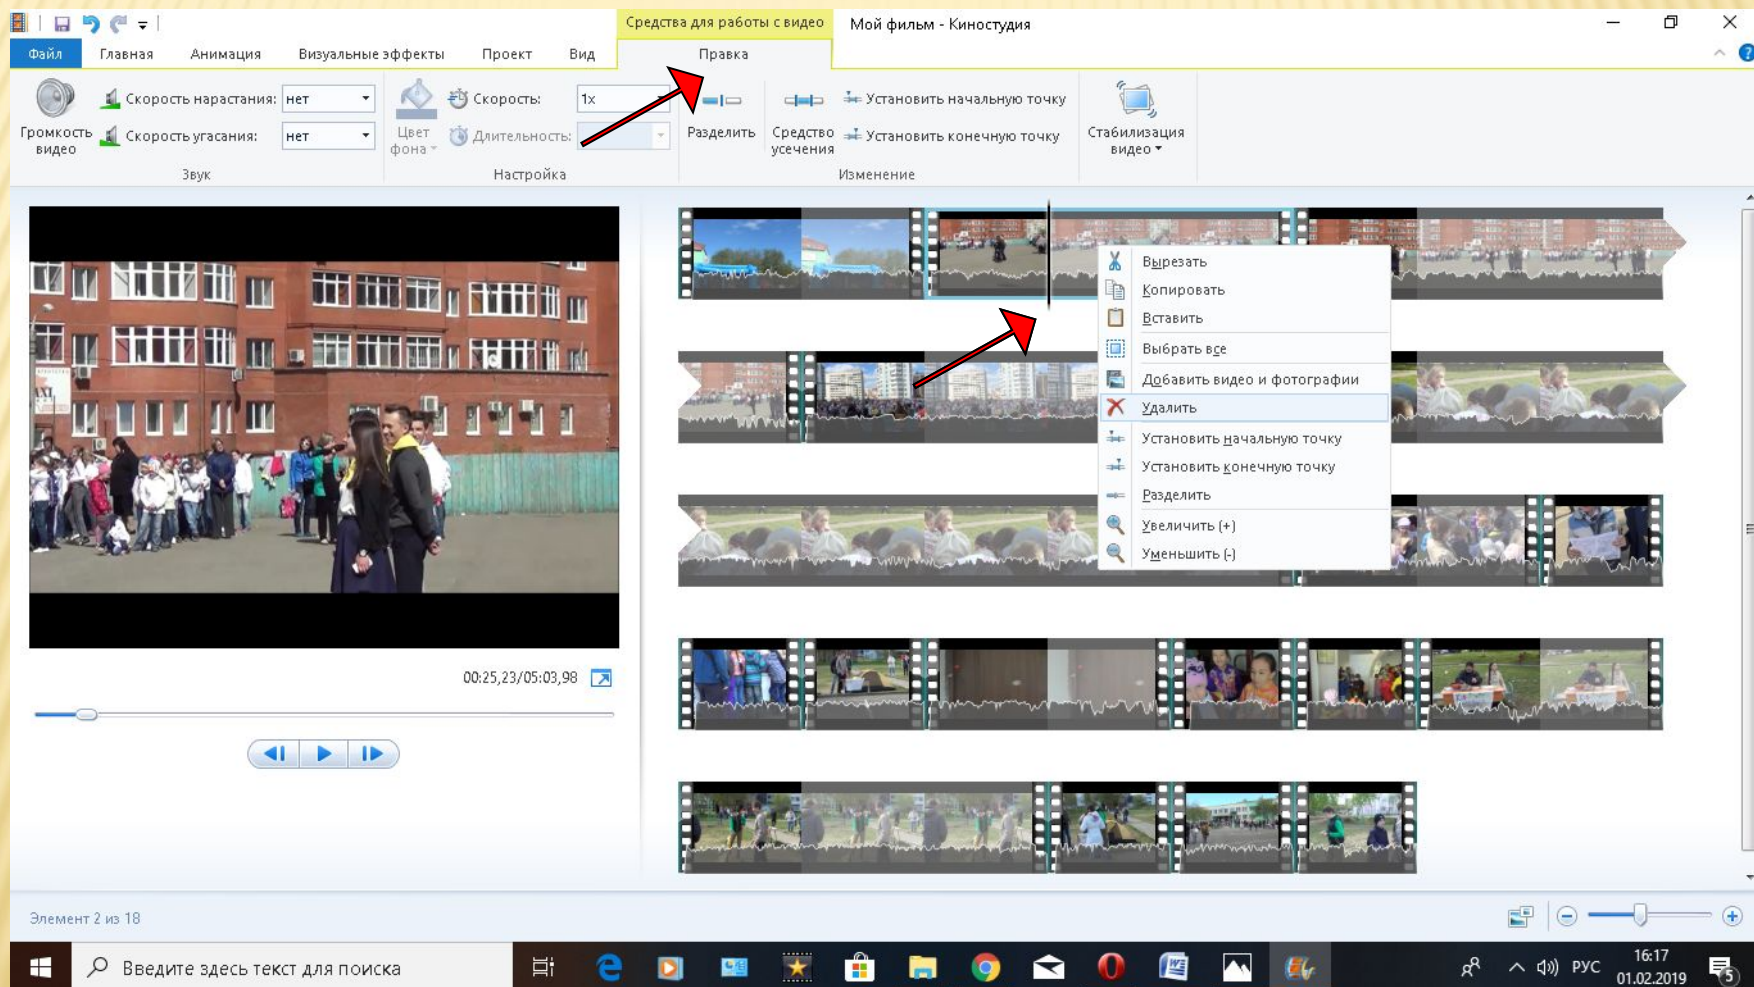 Средства для работы с видео
Мой фильм - Киностудия
Файл
Главная
Анимация
Визуальные эффекты
Проект
Вид
Правка
Громкость видео
Скорость нарастания: нет
Скорость угасания: нет
Звук
Цвет фона
Скорость: 1x
Длительность:
Настройка
Разделить
Средство усечения
Установить начальную точку
Установить конечную точку
Изменение
Стабилизация видео
Вырезать
Копировать
Вставить
Выбрать все
Добавить видео и фотографии
Удалить
Установить начальную точку
Установить конечную точку
Разделить
Увеличить (+)
Уменьшить (-)
00:25,23/05:03,98
Элемент 2 из 18
Введите здесь текст для поиска
РУС
16:17
01.02.2019
5